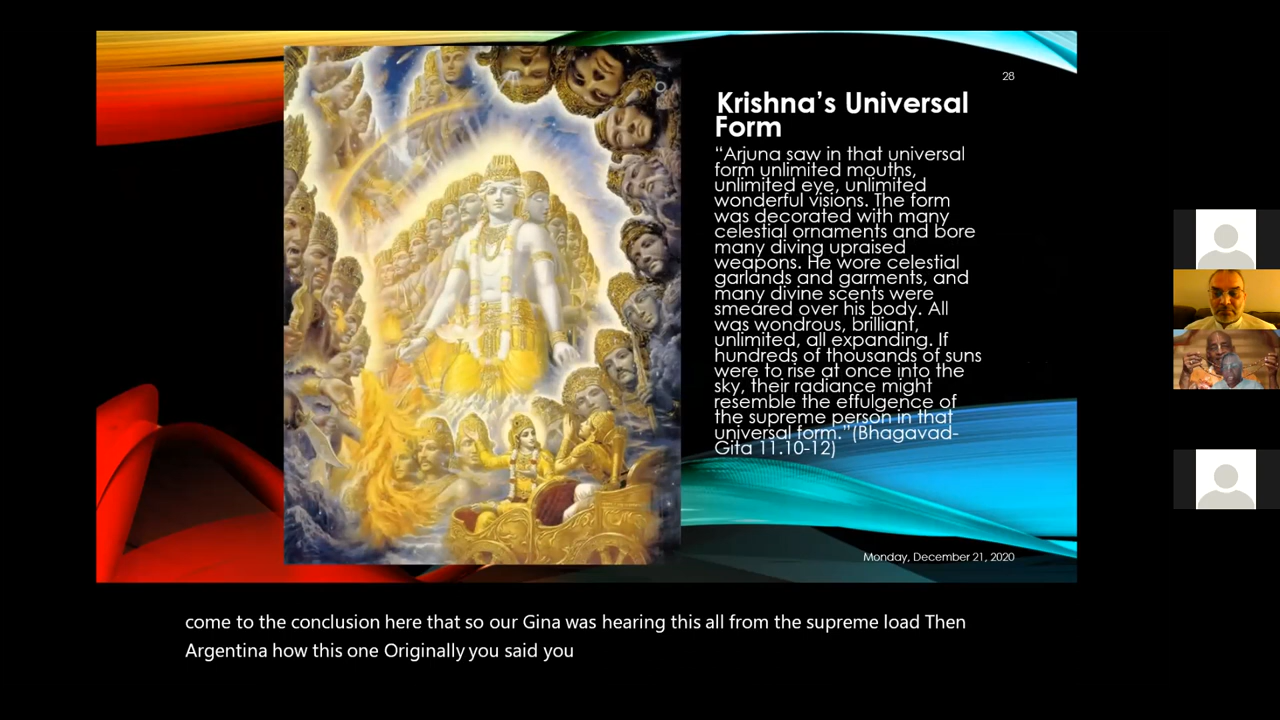 28
Krishna’s Universal
Form
“Arjuna saw in that universal
form unlimited mouths,
unlimited eye, unlimited
wonderful visions. The form
was decorated with many
celestial ornaments and bore
many diving upraised
weapons. He wore celestial
garlands and garments, and
many divine scents were
smeared over his body. All
was wondrous, brilliant,
unlimited, all expanding. If
hundreds of thousands of suns
were to rise at once into the
sky, their radiance might
resemble the effulgence of
the supreme person in that
universal form.”(Bhagavad-
Gita 11.10-12)
Monday, December 21, 2020
come to the conclusion here that so our Gina was hearing this all from the supreme load Then
Argentina how this one Originally you said you